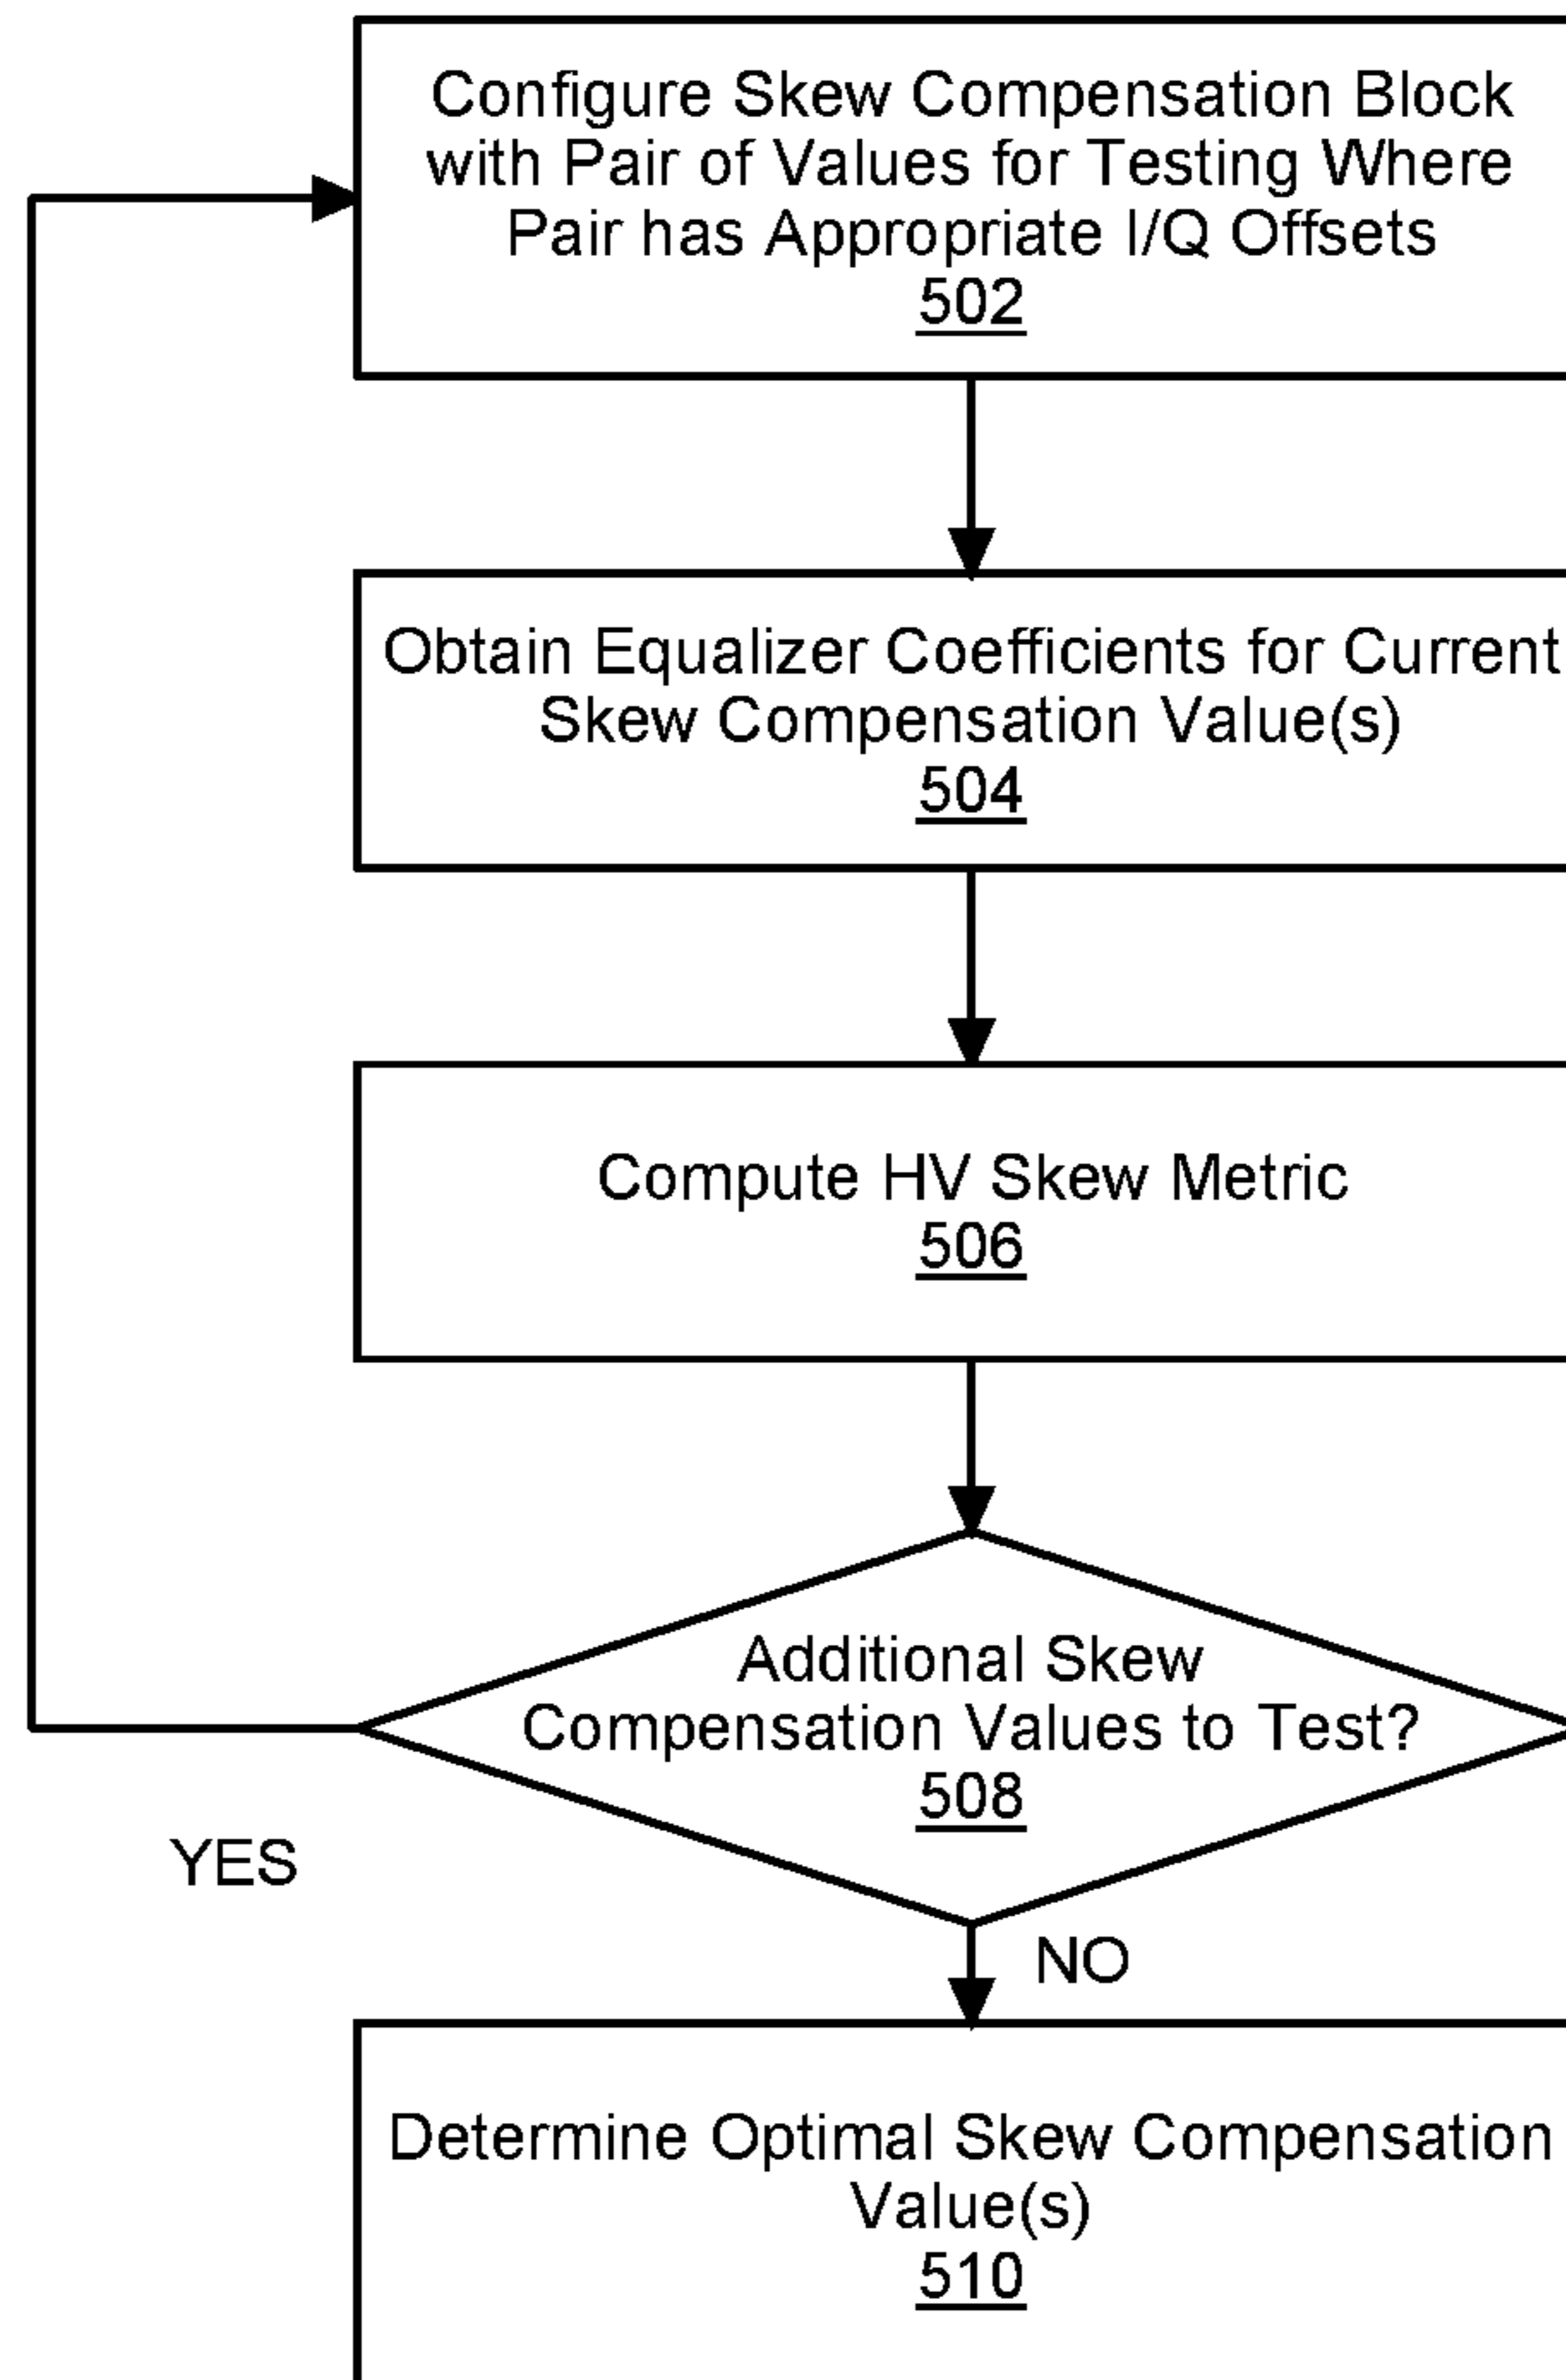 Configure Skew Compensation Block
with Pair of Values for Testing Where
Pair has Appropriate I/Q Offsets
502
Obtain Equalizer Coefficients for Current
Skew Compensation Value(s)
504
Compute HV Skew Metric
506
Additional Skew
Compensation Values to Test?
508
YES
NO
Determine Optimal Skew Compensation
Value(s)
510